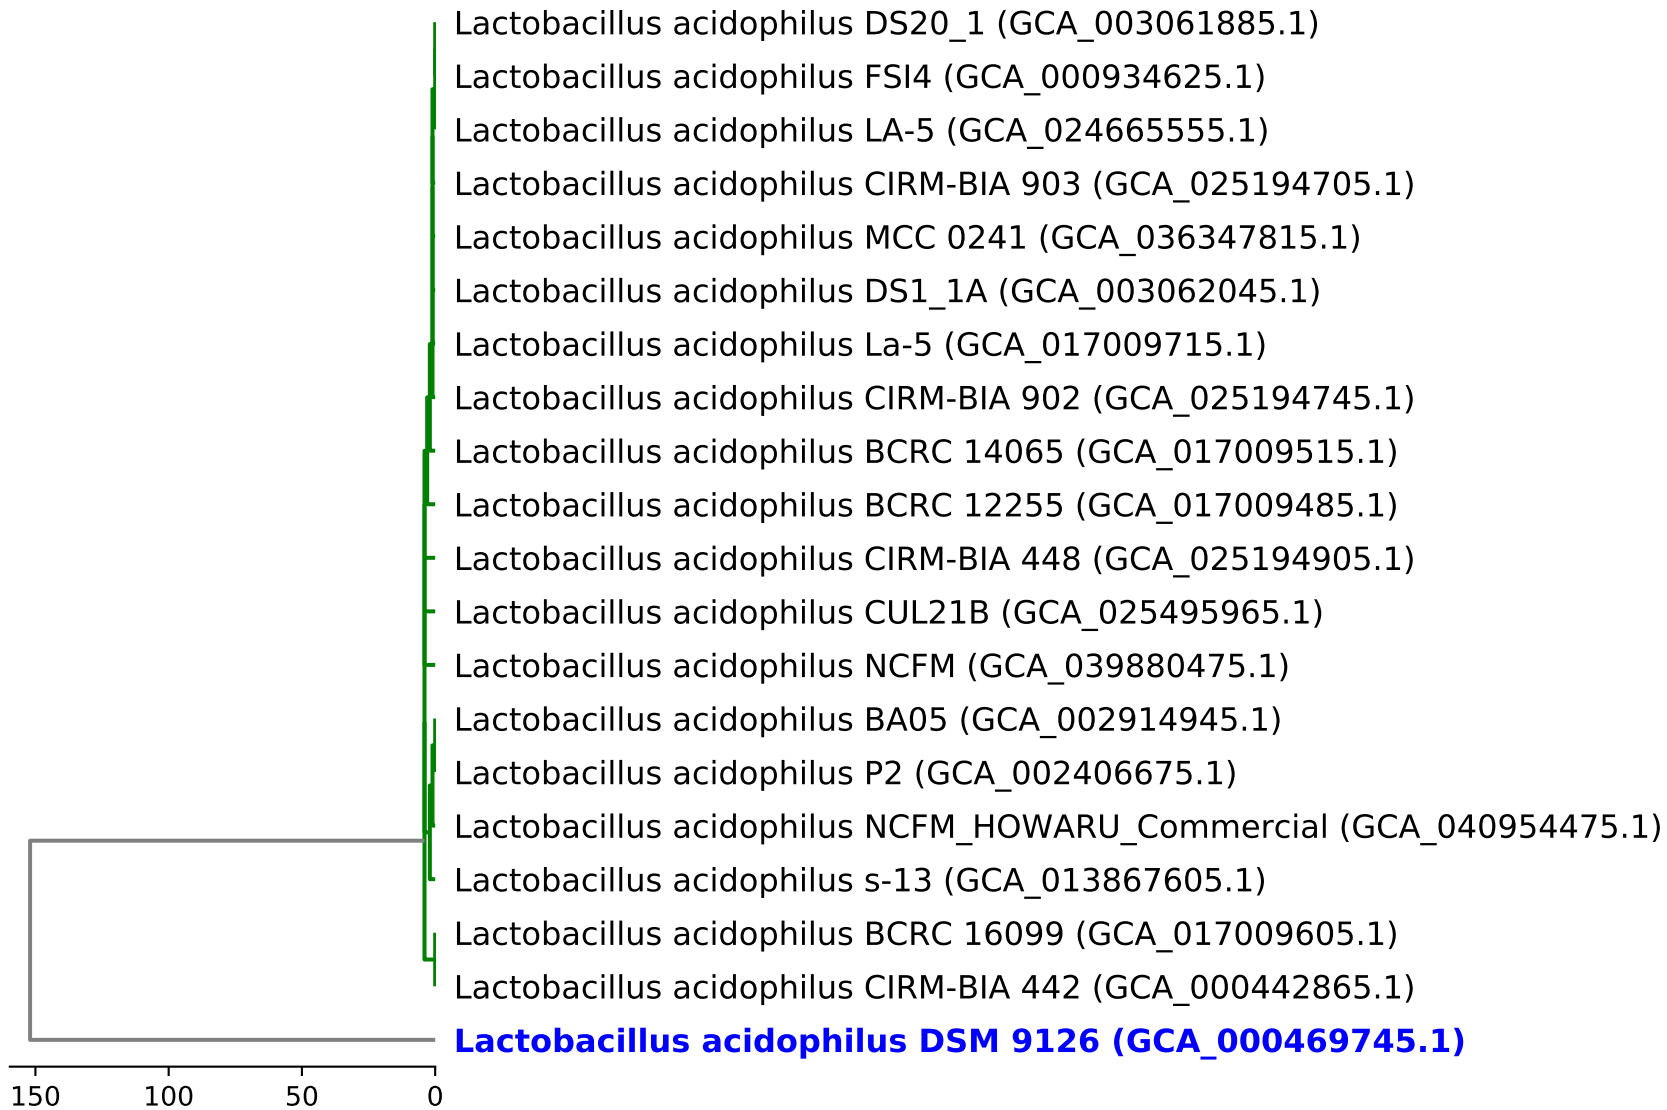 Lactobacillus acidophilus DS20_1 (GCA_003061885.1)
Lactobacillus acidophilus FSI4 (GCA_000934625.1)
Lactobacillus acidophilus LA-5 (GCA_024665555.1)
Lactobacillus acidophilus CIRM-BIA 903 (GCA_025194705.1)
Lactobacillus acidophilus MCC 0241 (GCA_036347815.1)
Lactobacillus acidophilus DS1_1A (GCA_003062045.1)
Lactobacillus acidophilus La-5 (GCA_017009715.1)
Lactobacillus acidophilus CIRM-BIA 902 (GCA_025194745.1)
Lactobacillus acidophilus BCRC 14065 (GCA_017009515.1)
Lactobacillus acidophilus BCRC 12255 (GCA_017009485.1)
Lactobacillus acidophilus CIRM-BIA 448 (GCA_025194905.1)
Lactobacillus acidophilus CUL21B (GCA_025495965.1)
Lactobacillus acidophilus NCFM (GCA_039880475.1)
Lactobacillus acidophilus BA05 (GCA_002914945.1)
Lactobacillus acidophilus P2 (GCA_002406675.1)
Lactobacillus acidophilus NCFM_HOWARU_Commercial (GCA_040954475.1)
Lactobacillus acidophilus s-13 (GCA_013867605.1)
Lactobacillus acidophilus BCRC 16099 (GCA_017009605.1)
Lactobacillus acidophilus CIRM-BIA 442 (GCA_000442865.1)
Lactobacillus acidophilus DSM 9126 (GCA_000469745.1)
150 100 50 0